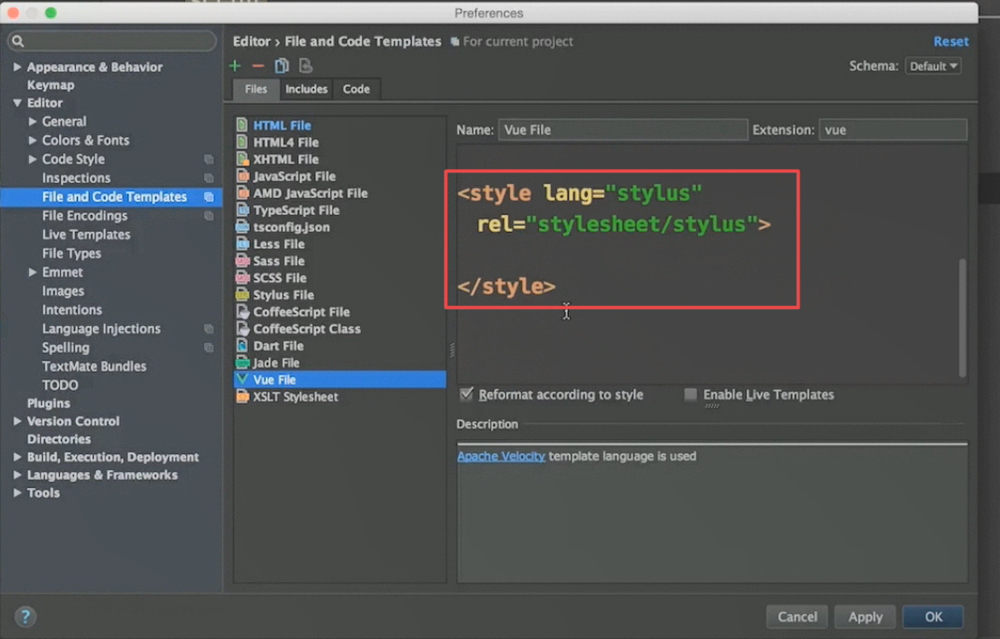 Preferences
Editor › File and Code Templates For current project Reset
Schema: Default
Files Includes Code
Appearance & Behavior
Keymap
Editor
General
Colors & Fonts
Code Style
Inspections
File and Code Templates
File Encodings
Live Templates
File Types
Emmet
Images
Intentions
Language Injections
Spelling
TextMate Bundles
TODO
Plugins
Version Control
Directories
Build, Execution, Deployment
Languages & Frameworks
Tools
HTML File
HTML4 File
XHTML File
JavaScript File
AMD JavaScript File
TypeScript File
tsconfig.json
Less File
Sass File
SCSS File
Stylus File
CoffeeScript File
CoffeeScript Class
Dart File
Jade File
Vue File
XSLT Stylesheet
Name: Vue File Extension: vue
<style lang="stylus"
rel="stylesheet/stylus">
</style>
Reformat according to style Enable Live Templates
Description
Apache Velocity template language is used
? Cancel Apply OK